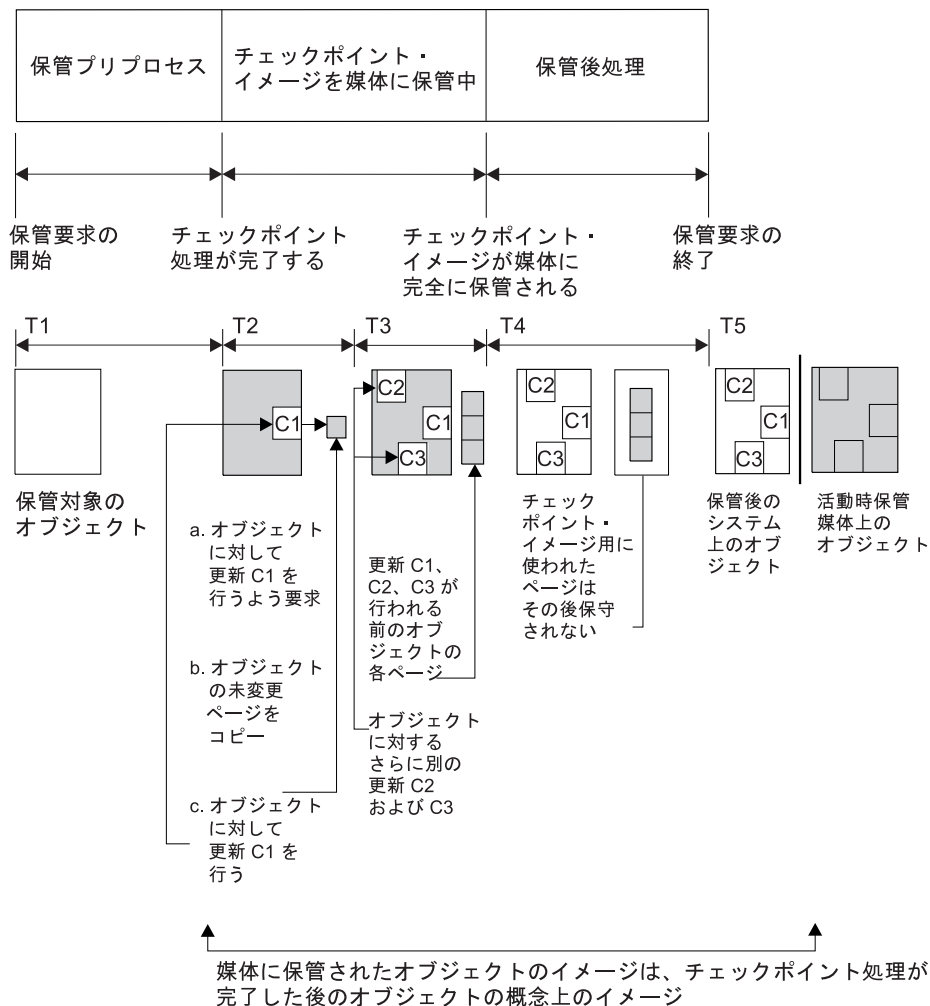 保管プリプロセス
チェックポイント・
イメージを媒体に保管中
保管後処理
保管要求の
開始
チェックポイント
処理が完了する
チェックポイント・
イメージが媒体に
完全に保管される
保管要求の
終了
T1
T2
T3
T4
T5
C1
C2
C1
C3
C2
C1
C3
C2
C1
C3
保管対象の
オブジェクト
a. オブジェクト
に対して
更新 C1 を
行うよう要求
b. オブジェクト
の未変更
ページを
コピー
c. オブジェクト
に対して
更新 C1 を
行う
更新 C1、
C2、C3 が
行われる
前のオブ
ジェクトの
各ページ
オブジェクト
に対する
さらに別の
更新 C2
および C3
チェック
ポイント・
イメージ用に
使われた
ページは
その後保守
されない
保管後の
システム
上のオブ
ジェクト
活動時保管
媒体上の
オブジェクト
媒体に保管されたオブジェクトのイメージは、チェックポイント処理が
完了した後のオブジェクトの概念上のイメージ